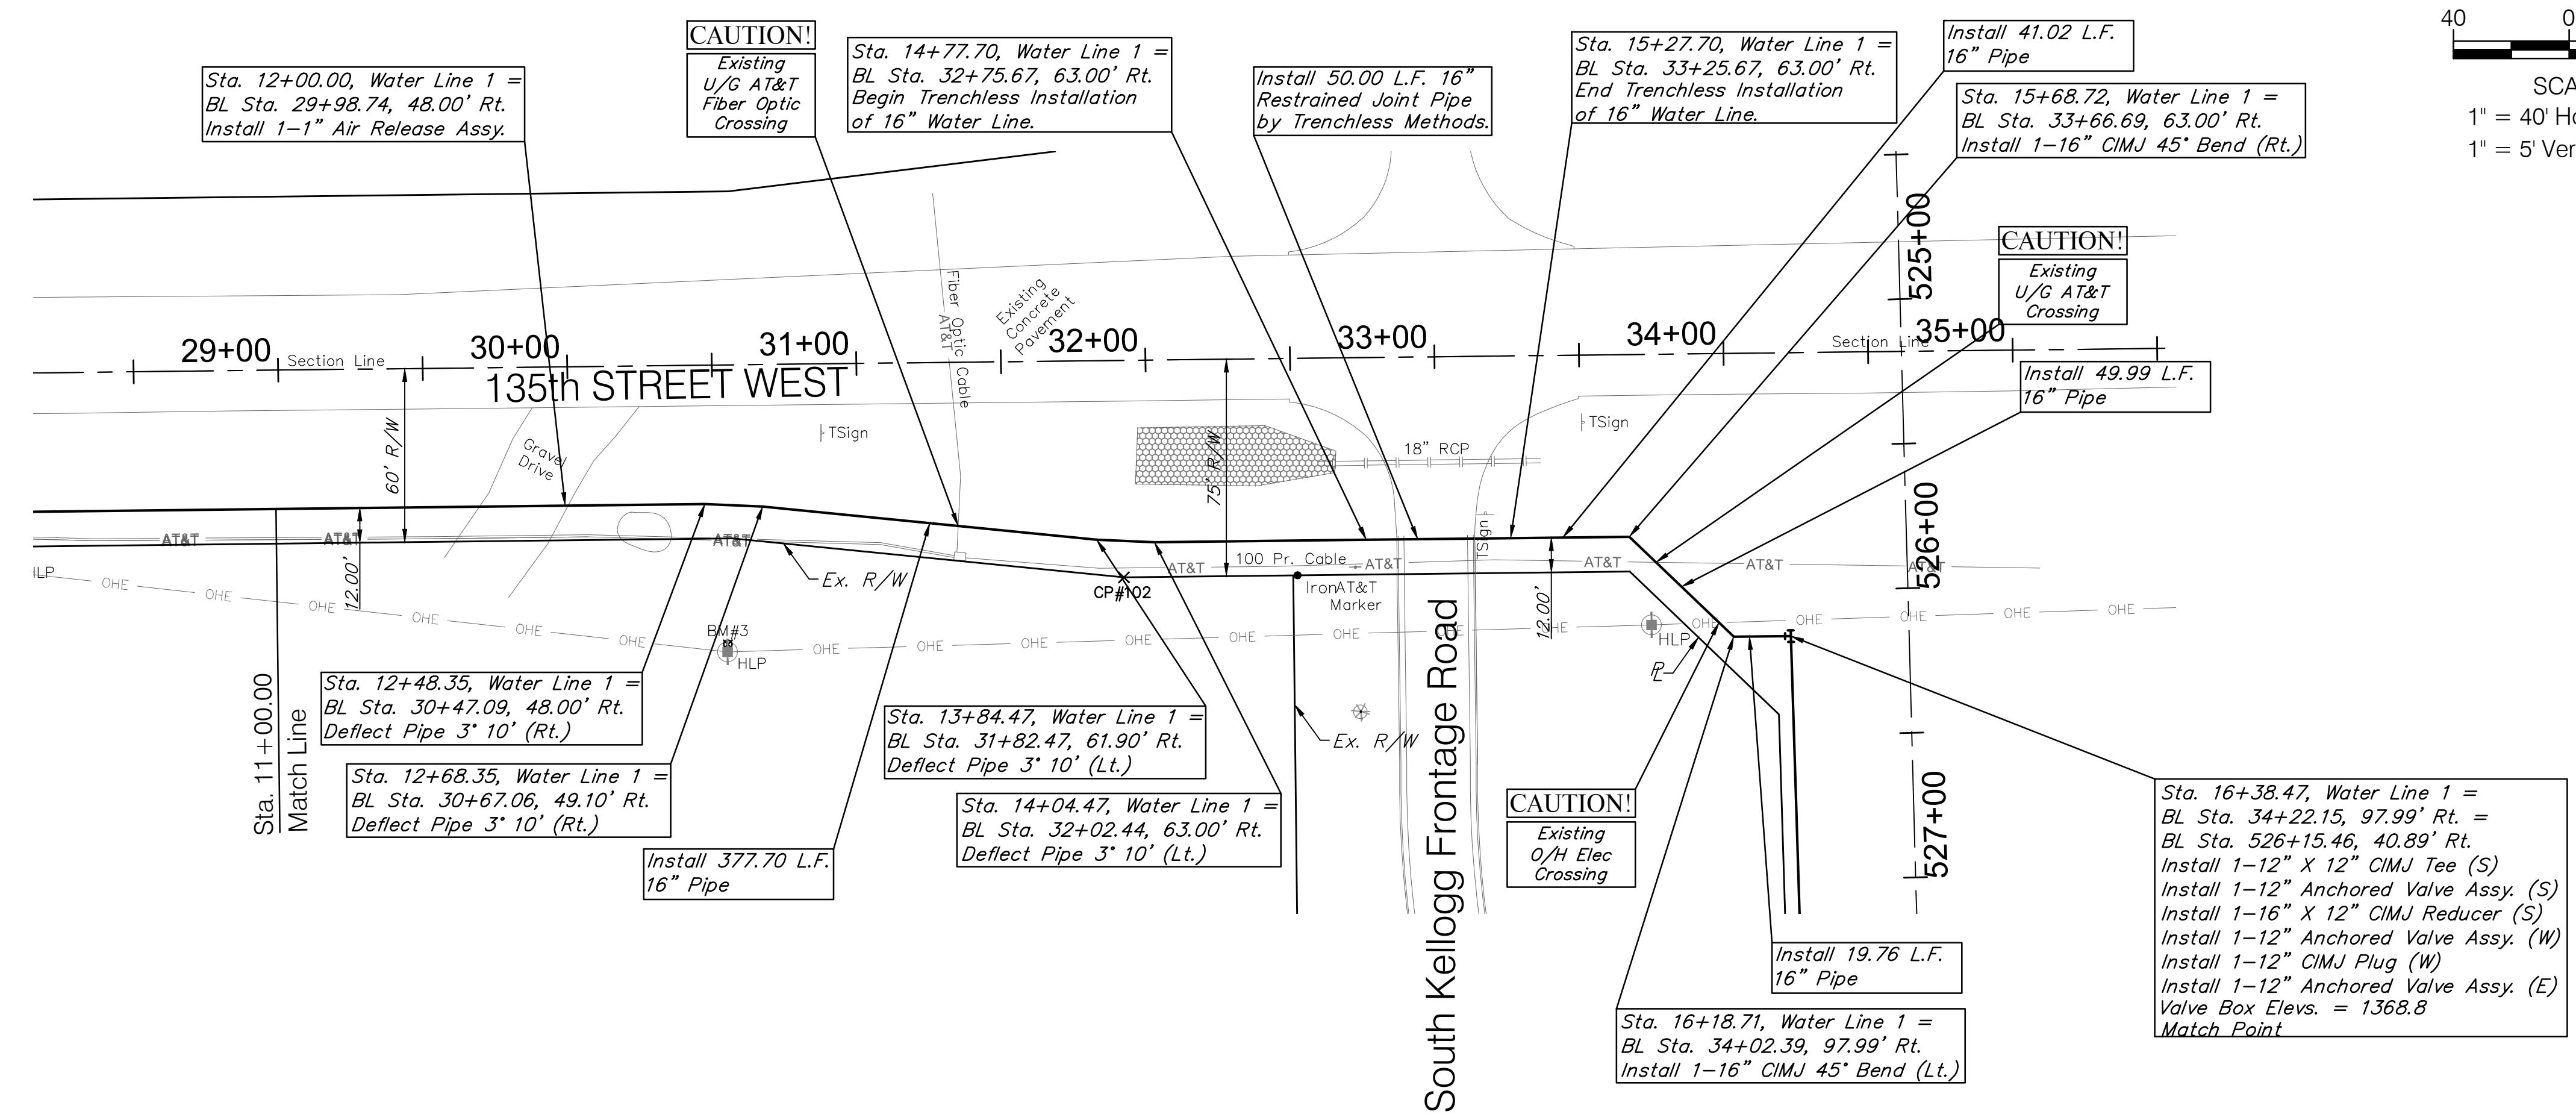 CAUTION!
Existing
U/G AT&T
Fiber Optic
Crossing
Sta. 12+00.00, Water Line 1 =
BL Sta. 29+98.74, 48.00' Rt.
Install 1-1" Air Release Assy.
Sta. 14+77.70, Water Line 1 =
BL Sta. 32+75.67, 63.00' Rt.
Begin Trenchless Installation
of 16" Water Line.
Install 50.00 L.F. 16"
Restrained Joint Pipe
by Trenchless Methods.
Sta. 15+27.70, Water Line 1 =
BL Sta. 33+25.67, 63.00' Rt.
End Trenchless Installation
of 16" Water Line.
Install 41.02 L.F.
16" Pipe
Sta. 15+68.72, Water Line 1 =
BL Sta. 33+66.69, 63.00' Rt.
Install 1-16" CIMJ 45° Bend (Rt.)
40
0
1" = 40'
1" = 5'
CAUTION!
Existing
U/G AT&T
Crossing
Install 49.99 L.F.
16" Pipe
525+00
526+00
527+00
29+00
Section Line
30+00
31+00
32+00
33+00
34+00
Section Line
35+00
135th STREET WEST
Fiber Optic Cable
AT&T
Existing
Concrete
Pavement
60' R/W
75' R/W
Gravel
Drive
TSign
TSign
TSign
18" RCP
AT&T
AT&T
AT&T
AT&T
100 Pr. Cable
AT&T
AT&T
AT&T
AT&T
12.00'
12.00'
Ex. R/W
CP#102
Iron
AT&T
Marker
HLP
OHE
OHE
OHE
OHE
OHE
OHE
BM#3
HLP
OHE
OHE
OHE
OHE
OHE
OHE
OHE
OHE
HLP
OHE
OHE
OHE
OHE
OHE
PL
Ex. R/W
South Kellogg Frontage Road
Sta. 11+00.00
Match Line
Sta. 12+48.35, Water Line 1 =
BL Sta. 30+47.09, 48.00' Rt.
Deflect Pipe 3° 10' (Rt.)
Sta. 12+68.35, Water Line 1 =
BL Sta. 30+67.06, 49.10' Rt.
Deflect Pipe 3° 10' (Rt.)
Install 377.70 L.F.
16" Pipe
Sta. 13+84.47, Water Line 1 =
BL Sta. 31+82.47, 61.90' Rt.
Deflect Pipe 3° 10' (Lt.)
Sta. 14+04.47, Water Line 1 =
BL Sta. 32+02.44, 63.00' Rt.
Deflect Pipe 3° 10' (Lt.)
CAUTION!
Existing
O/H Elec
Crossing
Install 19.76 L.F.
16" Pipe
Sta. 16+18.71, Water Line 1 =
BL Sta. 34+02.39, 97.99' Rt.
Install 1-16" CIMJ 45° Bend (Lt.)
Sta. 16+38.47, Water Line 1 =
BL Sta. 34+22.15, 97.99' Rt. =
BL Sta. 526+15.46, 40.89' Rt.
Install 1-12" X 12" CIMJ Tee (S)
Install 1-12" Anchored Valve Assy. (S)
Install 1-16" X 12" CIMJ Reducer (S)
Install 1-12" Anchored Valve Assy. (W)
Install 1-12" CIMJ Plug (W)
Install 1-12" Anchored Valve Assy. (E)
Valve Box Elevs. = 1368.8
Match Point